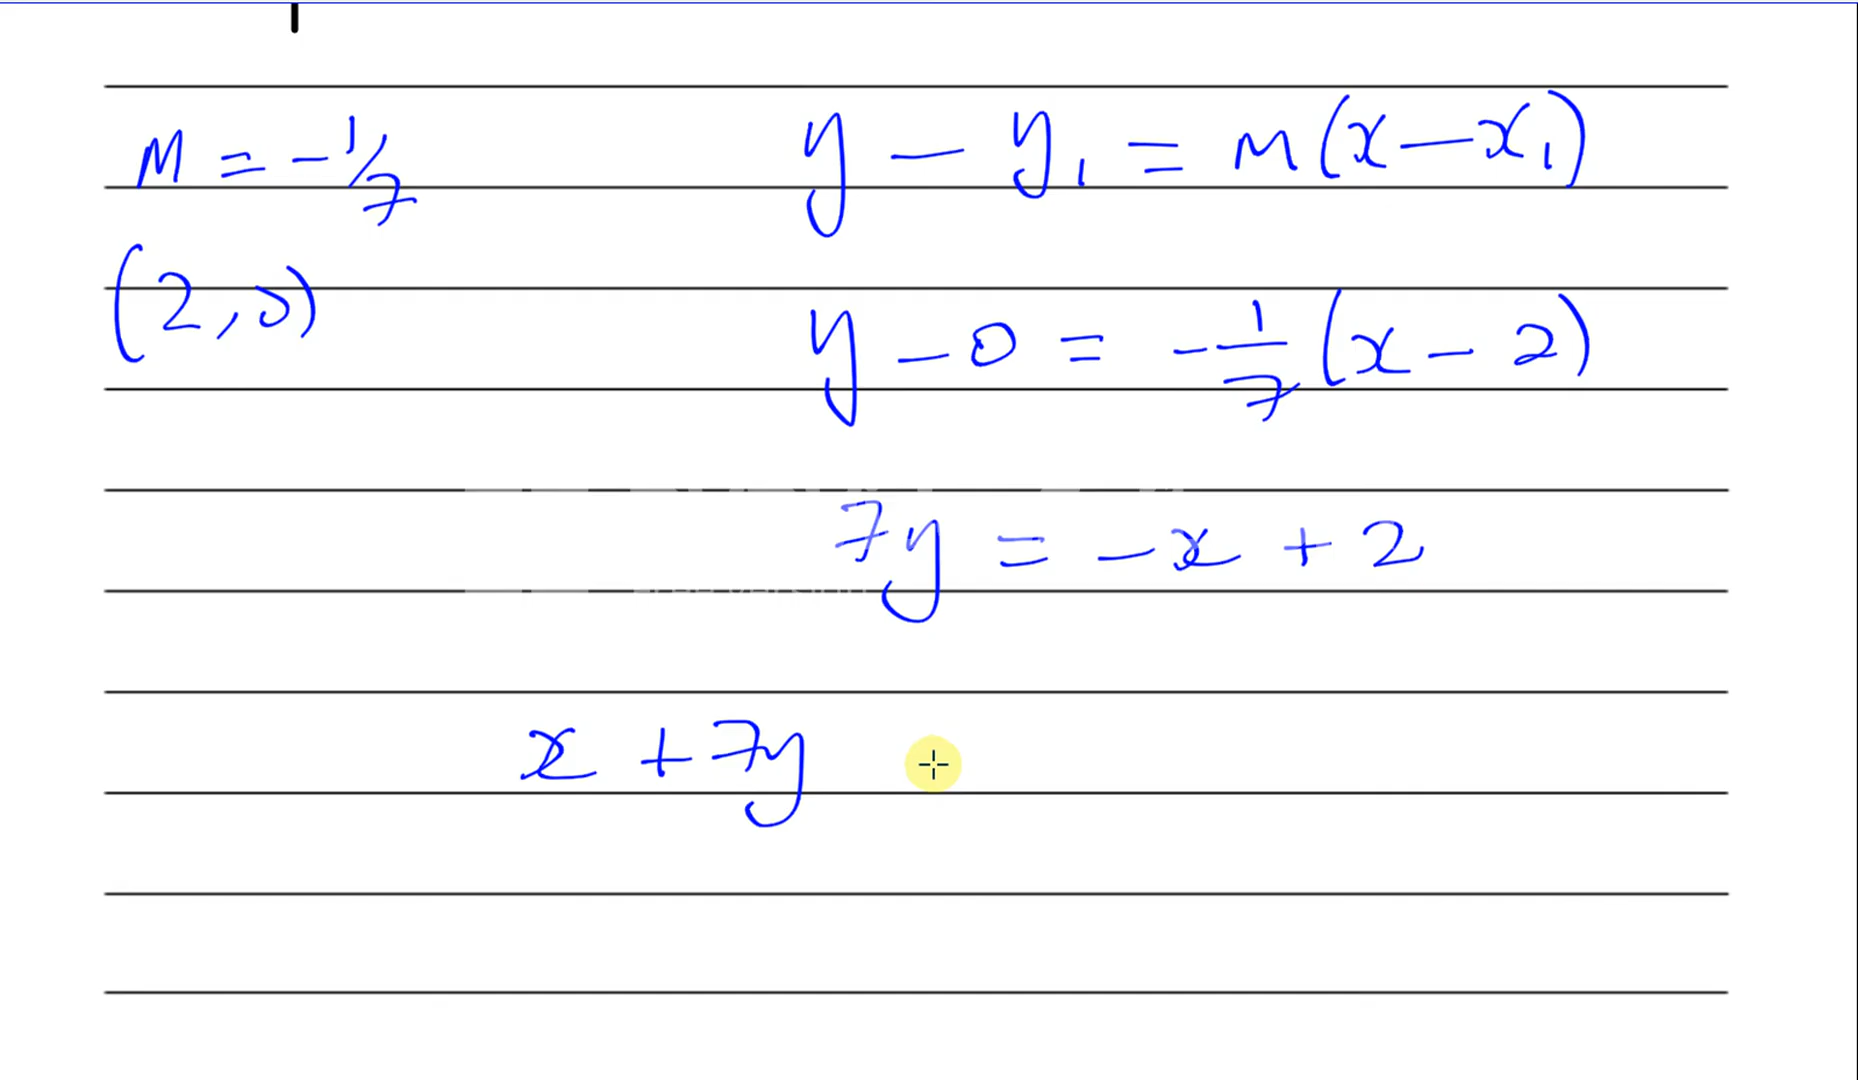 M = -1/7
y - y₁ = m(x - x₁)
(2, 0)
y - 0 = -1/7 (x - 2)
7y = -x + 2
x + 7y